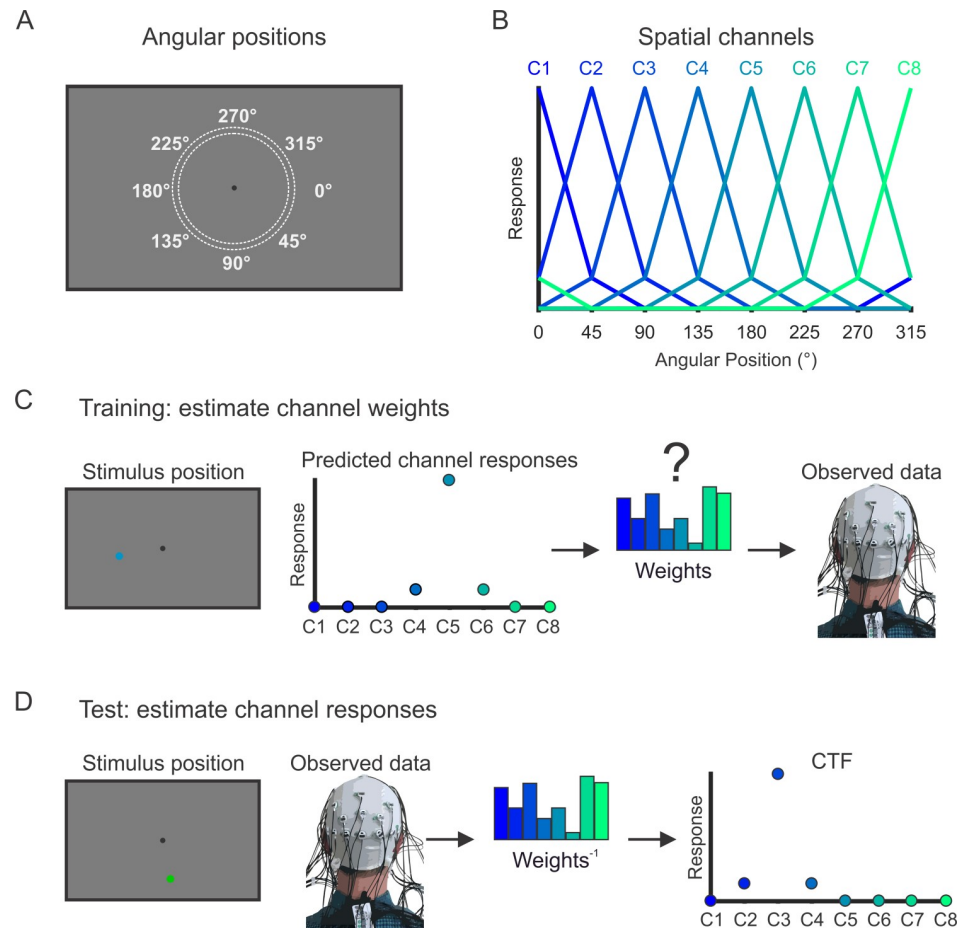 A
Angular positions
270°
225°
315°
180°
0°
135°
45°
90°
B
Spatial channels
C1 C2 C3 C4 C5 C6 C7 C8
Response
0 45 90 135 180 225 270 315
Angular Position (°)
C
Training: estimate channel weights
Stimulus position
Predicted channel responses
Response
C1 C2 C3 C4 C5 C6 C7 C8
?
Weights
Observed data
D
Test: estimate channel responses
Stimulus position
Observed data
Weights⁻¹
CTF
Response
C1 C2 C3 C4 C5 C6 C7 C8